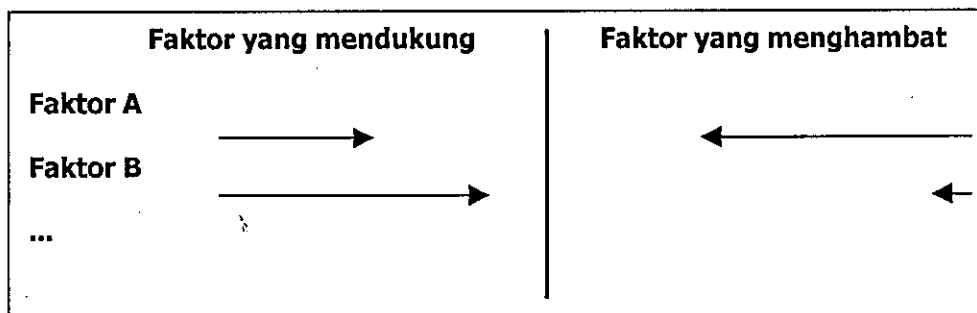 Faktor yang mendukung Faktor yang menghambat
Faktor A
Faktor B
...